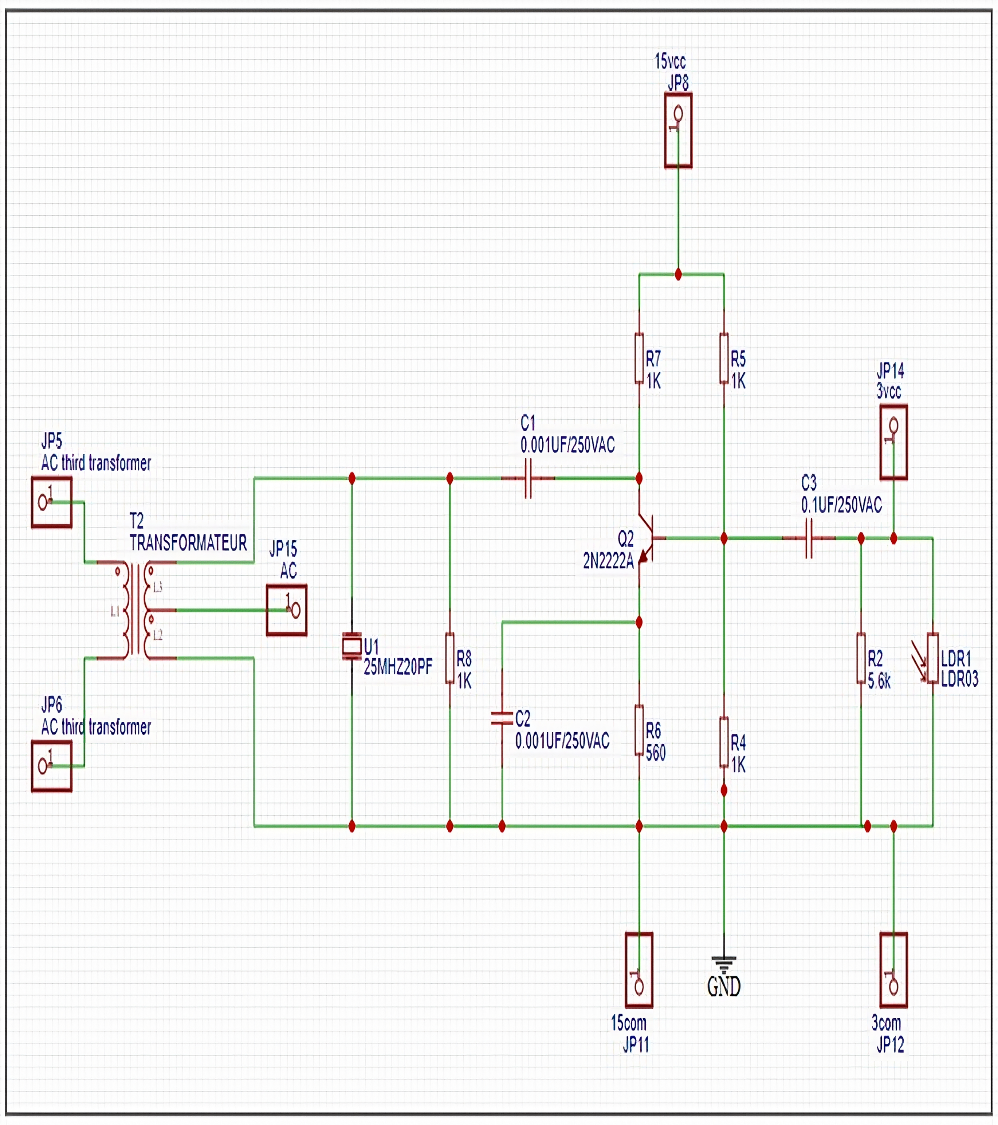 15vcc
JP8
1
R7
1K
R5
1K
JP14
3vcc
1
C1
0.001UF/250VAC
JP5
AC third transformer
1
C3
0.1UF/250VAC
T2
TRANSFORMATEUR
Q2
2N2222A
JP15
AC
1
L3
L1
L2
U1
25MHZ20PF
R8
1K
R2
5.6k
LDR1
LDR03
JP6
AC third transformer
1
C2
0.001UF/250VAC
R6
560
R4
1K
1
GND
1
15com
JP11
3com
JP12